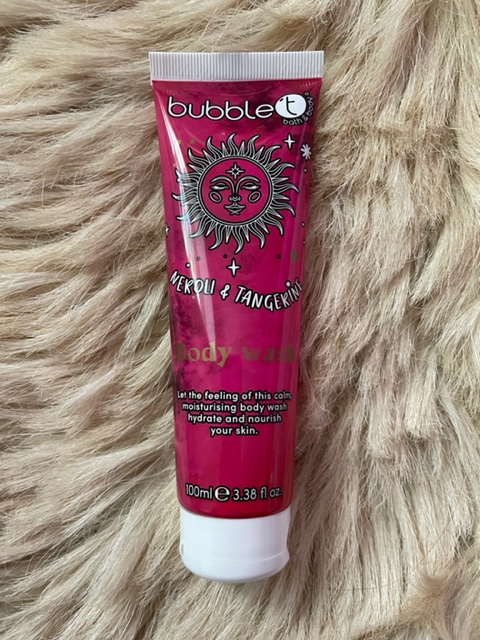 bubble t
bath & body
NEROLI & TANGERINE
Body wash
Let the feeling of this calm,
moisturising body wash
hydrate and nourish
your skin.
100ml e 3.38 fl oz.